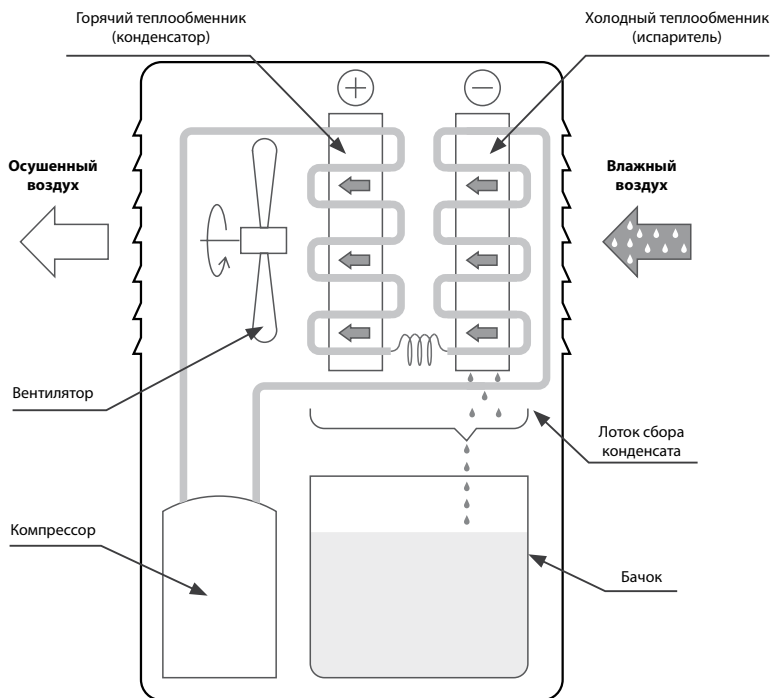 Горячий теплообменник
(конденсатор)
Холодный теплообменник
(испаритель)
Осушенный
воздух
Влажный
воздух
Вентилятор
Лоток сбора
конденсата
Компрессор
Бачок